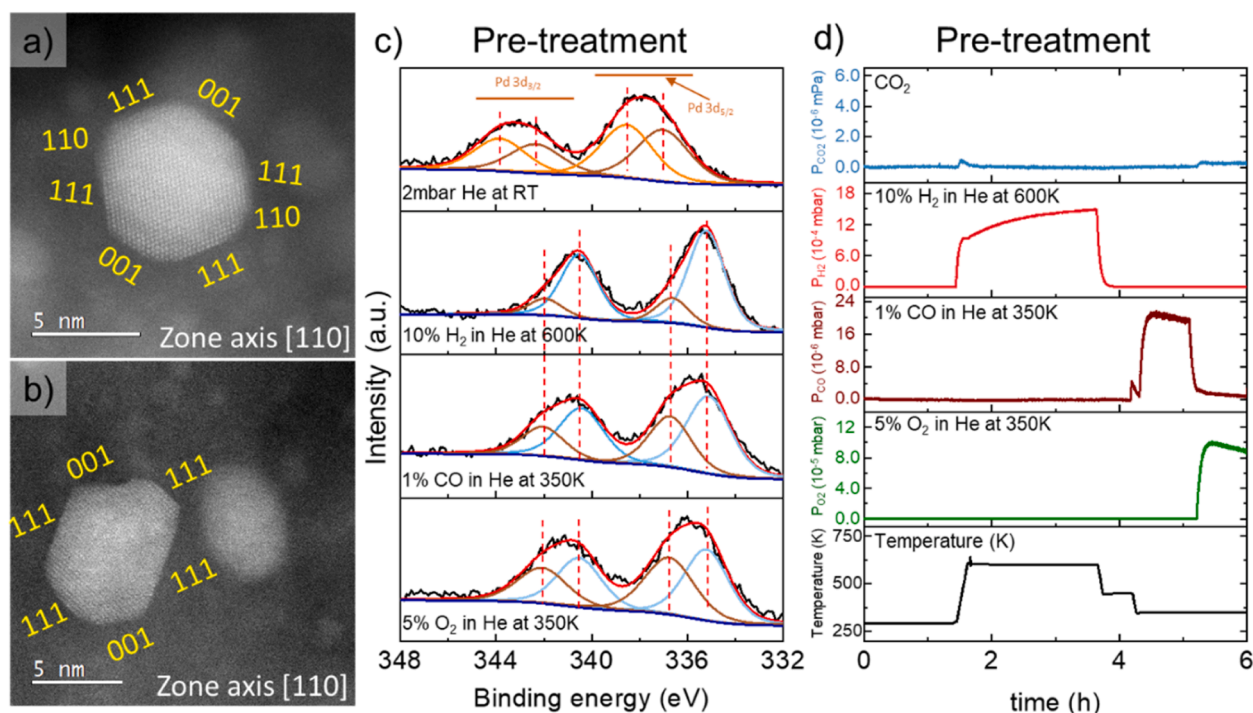 a)
111
001
110
111
111
110
001
111
5 nm
Zone axis [110]
b)
001
111
111
111
111
001
5 nm
Zone axis [110]
c)
Pre-treatment
Pd 3d3/2
Pd 3d5/2
2mbar He at RT
10% H2 in He at 600K
1% CO in He at 350K
5% O2 in He at 350K
Intensity (a.u.)
348 344 340 336 332
Binding energy (eV)
d)
Pre-treatment
CO2
6.0
4.0
2.0
0.0
PCO2 (10-6 mPa)
10% H2 in He at 600K
18
12
6.0
0.0
PH2 (10-4 mbar)
1% CO in He at 350K
24
16
8.0
0.0
PCO (10-6 mbar)
5% O2 in He at 350K
12
8.0
4.0
0.0
PO2 (10-5 mbar)
Temperature (K)
750
500
250
Temperature (K)
0 2 4 6
time (h)